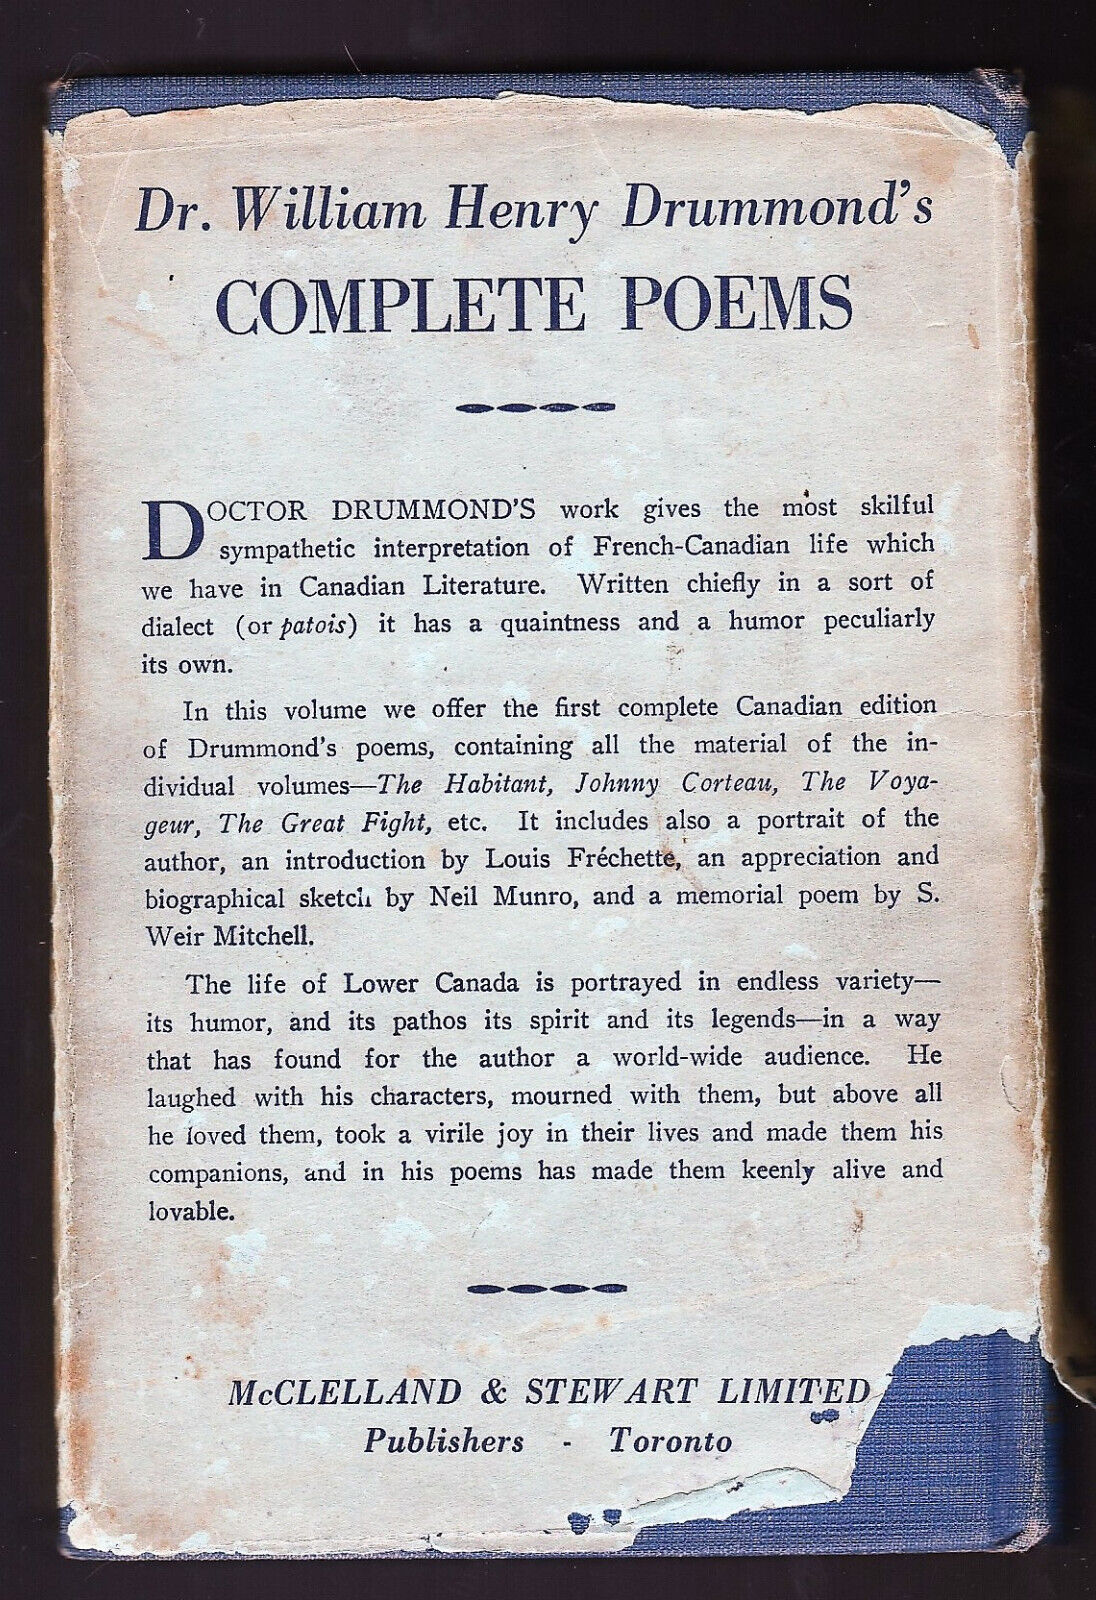 Dr. William Henry Drummond's
COMPLETE POEMS
DOCTOR DRUMMOND'S work gives the most skilful
sympathetic interpretation of French-Canadian life which
we have in Canadian Literature. Written chiefly in a sort of
dialect (or patois) it has a quaintness and a humor peculiarly
its own.
In this volume we offer the first complete Canadian edition
of Drummond's poems, containing all the material of the in-
dividual volumes—The Habitant, Johnny Corteau, The Voya-
geur, The Great Fight, etc. It includes also a portrait of the
author, an introduction by Louis Fréchette, an appreciation and
biographical sketch by Neil Munro, and a memorial poem by S.
Weir Mitchell.
The life of Lower Canada is portrayed in endless variety—
its humor, and its pathos its spirit and its legends—in a way
that has found for the author a world-wide audience. He
laughed with his characters, mourned with them, but above all
he loved them, took a virile joy in their lives and made them his
companions, and in his poems has made them keenly alive and
lovable.
McCLELLAND & STEWART LIMITED
Publishers - Toronto